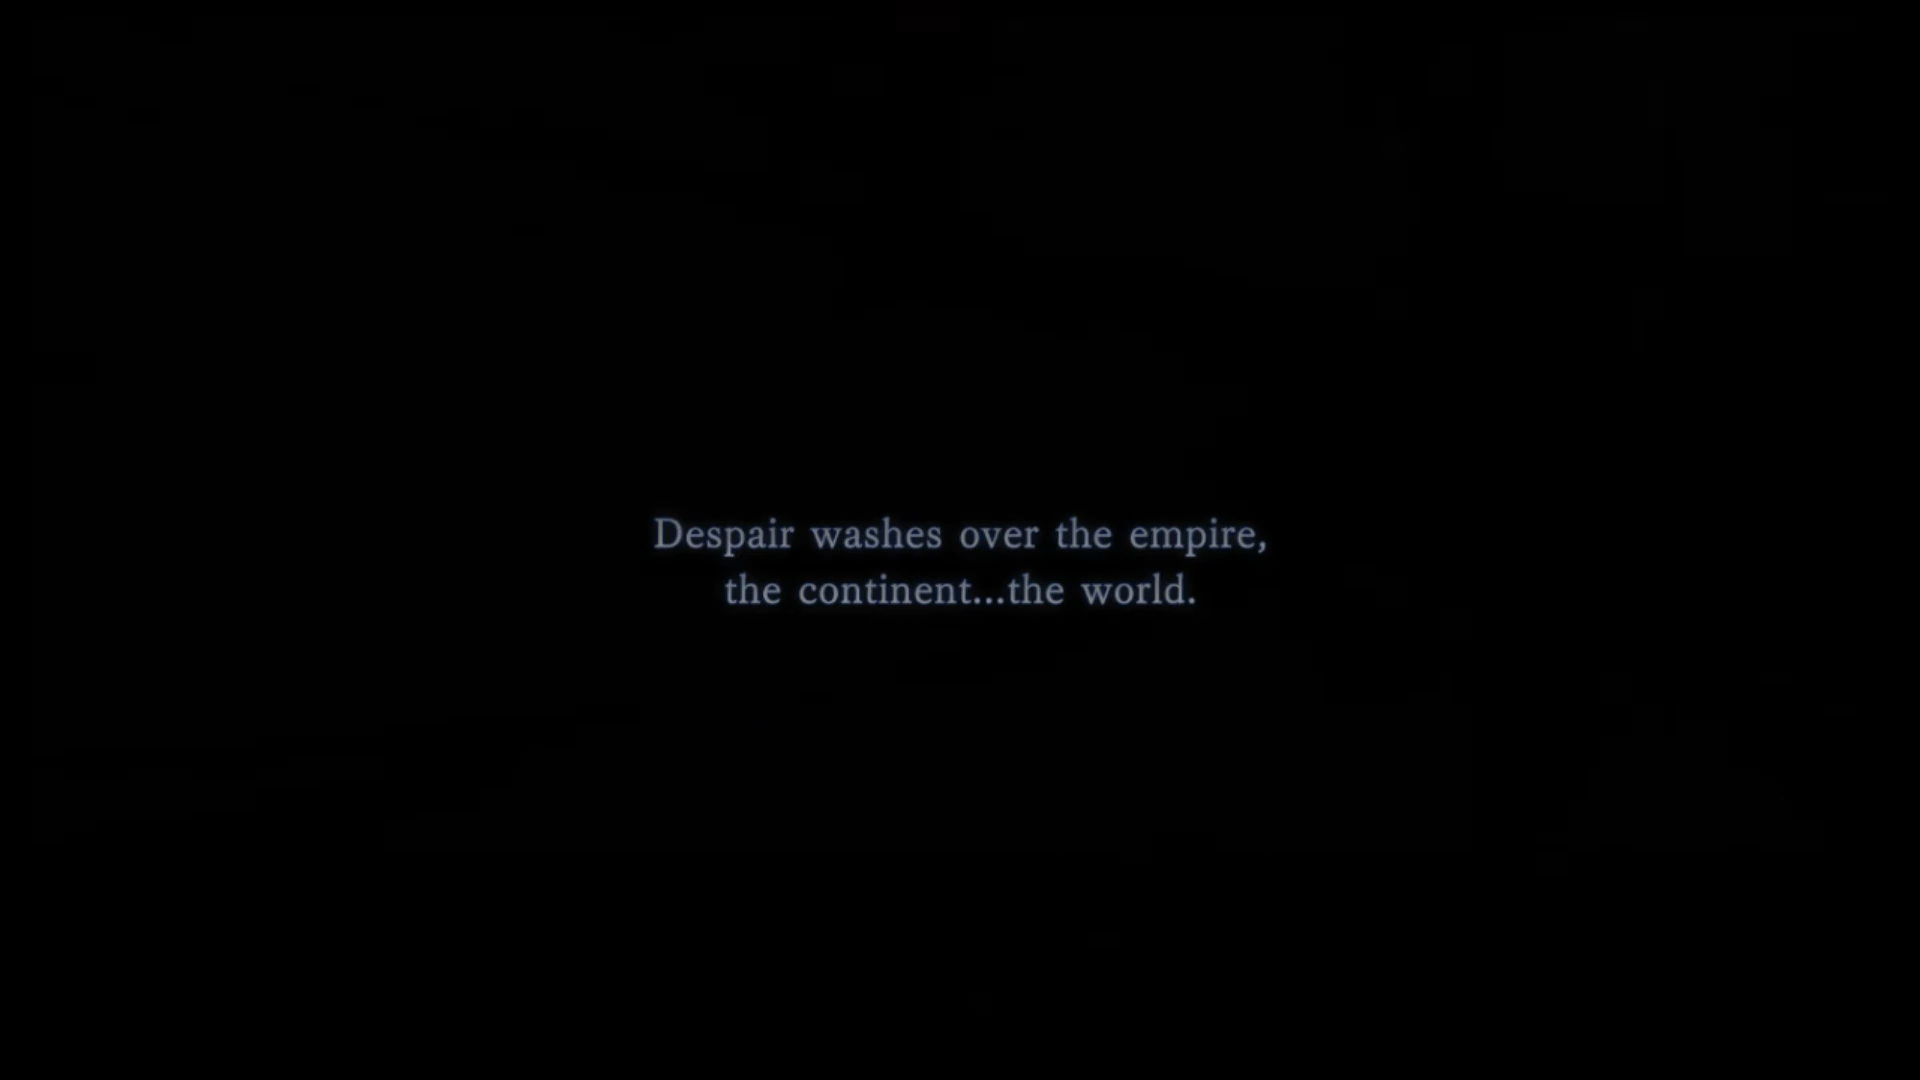 Despair washes over the empire,
the continent...the world.